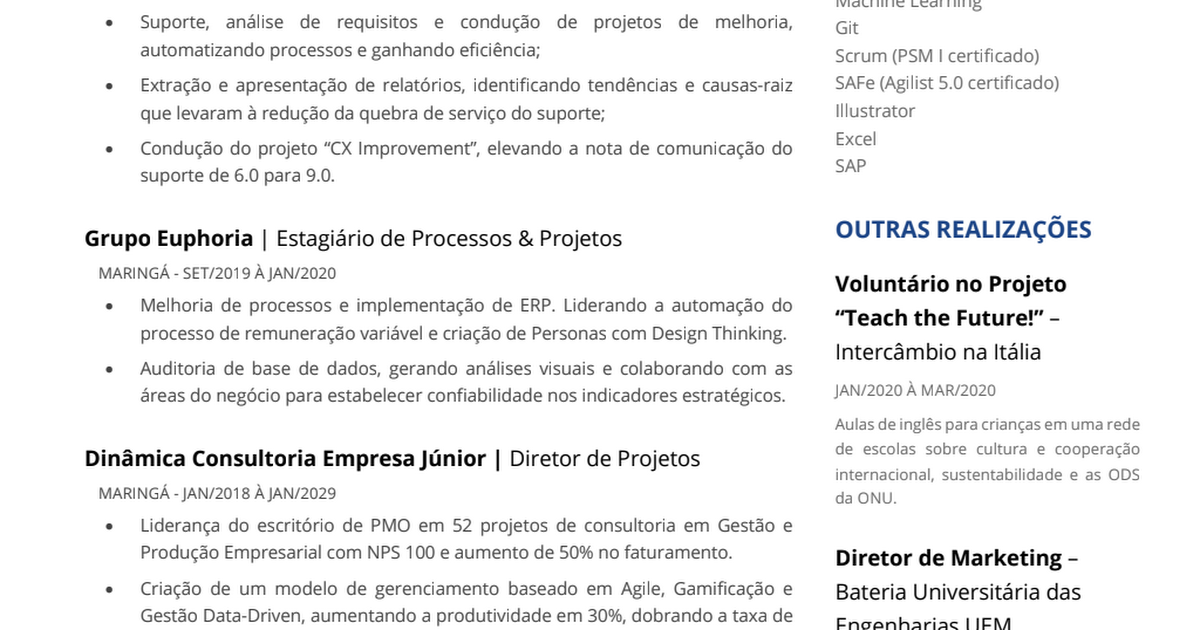 Suporte, análise de requisitos e condução de projetos de melhoria,
automatizando processos e ganhando eficiência;
Extração e apresentação de relatórios, identificando tendências e causas-raiz
que levaram à redução da quebra de serviço do suporte;
Condução do projeto “CX Improvement”, elevando a nota de comunicação do
suporte de 6.0 para 9.0.
Grupo Euphoria | Estagiário de Processos & Projetos
MARINGÁ - SET/2019 À JAN/2020
Melhoria de processos e implementação de ERP. Liderando a automação do
processo de remuneração variável e criação de Personas com Design Thinking.
Auditoria de base de dados, gerando análises visuais e colaborando com as
áreas do negócio para estabelecer confiabilidade nos indicadores estratégicos.
Dinâmica Consultoria Empresa Júnior | Diretor de Projetos
MARINGÁ - JAN/2018 À JAN/2029
Liderança do escritório de PMO em 52 projetos de consultoria em Gestão e
Produção Empresarial com NPS 100 e aumento de 50% no faturamento.
Criação de um modelo de gerenciamento baseado em Agile, Gamificação e
Gestão Data-Driven, aumentando a produtividade em 30%, dobrando a taxa de
Machine Learning
Git
Scrum (PSM I certificado)
SAFe (Agilist 5.0 certificado)
Illustrator
Excel
SAP
OUTRAS REALIZAÇÕES
Voluntário no Projeto
“Teach the Future!” –
Intercâmbio na Itália
JAN/2020 À MAR/2020
Aulas de inglês para crianças em uma rede
de escolas sobre cultura e cooperação
internacional, sustentabilidade e as ODS
da ONU.
Diretor de Marketing –
Bateria Universitária das
Engenharias UEM